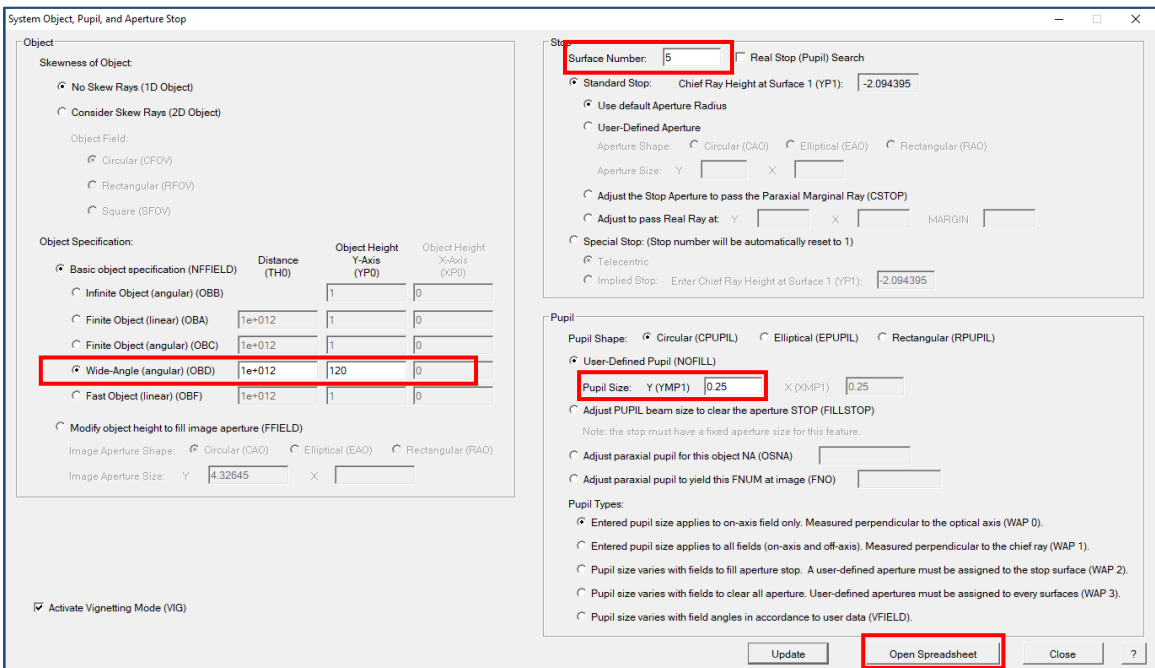 System Object, Pupil, and Aperture Stop
Object
Skewness of Object:
No Skew Rays (1D Object)
Consider Skew Rays (2D Object)
Object Field:
Circular (CFOV)
Rectangular (RFOV)
Square (SFOV)
Object Specification:
Basic object specification (NFFIELD)
Distance (TH0)
Object Height Y-Axis (YP0)
Object Height X-Axis (XP0)
Infinite Object (angular) (OBB) 1 0
Finite Object (linear) (OBA) 1e+012 1 0
Finite Object (angular) (OBC) 1e+012 1 0
Wide-Angle (angular) (OBD) 1e+012 120 0
Fast Object (linear) (OBF) 1e+012 1 0
Modify object height to fill image aperture (FFIELD)
Image Aperture Shape: Circular (CAO) Elliptical (EAO) Rectangular (RAO)
Image Aperture Size: Y 4.32645 X
Activate Vignetting Mode (VIG)
Stop
Surface Number: 5 Real Stop (Pupil) Search
Standard Stop: Chief Ray Height at Surface 1 (YP1): -2.094395
Use default Aperture Radius
User-Defined Aperture
Aperture Shape: Circular (CAO) Elliptical (EAO) Rectangular (RAO)
Aperture Size: Y X
Adjust the Stop Aperture to pass the Paraxial Marginal Ray (CSTOP)
Adjust to pass Real Ray at: Y X MARGIN
Special Stop: (Stop number will be automatically reset to 1)
Telecentric
Implied Stop: Enter Chief Ray Height at Surface 1 (YP1): -2.094395
Pupil
Pupil Shape: Circular (CPUPIL) Elliptical (EPUPIL) Rectangular (RPUPIL)
User-Defined Pupil (NOFILL)
Pupil Size: Y (YMP1) 0.25 X (XMP1) 0.25
Adjust PUPIL beam size to clear the aperture STOP (FILLSTOP)
Note: the stop must have a fixed aperture size for this feature.
Adjust paraxial pupil for this object NA (OSNA)
Adjust paraxial pupil to yield this FNUM at image (FNO)
Pupil Types:
Entered pupil size applies to on-axis field only. Measured perpendicular to the optical axis (WAP 0).
Entered pupil size applies to all fields (on-axis and off-axis). Measured perpendicular to the chief ray (WAP 1).
Pupil size varies with fields to fill aperture stop. A user-defined aperture must be assigned to the stop surface (WAP 2).
Pupil size varies with fields to clear all aperture. User-defined apertures must be assigned to every surfaces (WAP 3).
Pupil size varies with field angles in accordance to user data (VFIELD).
Update Open Spreadsheet Close ?